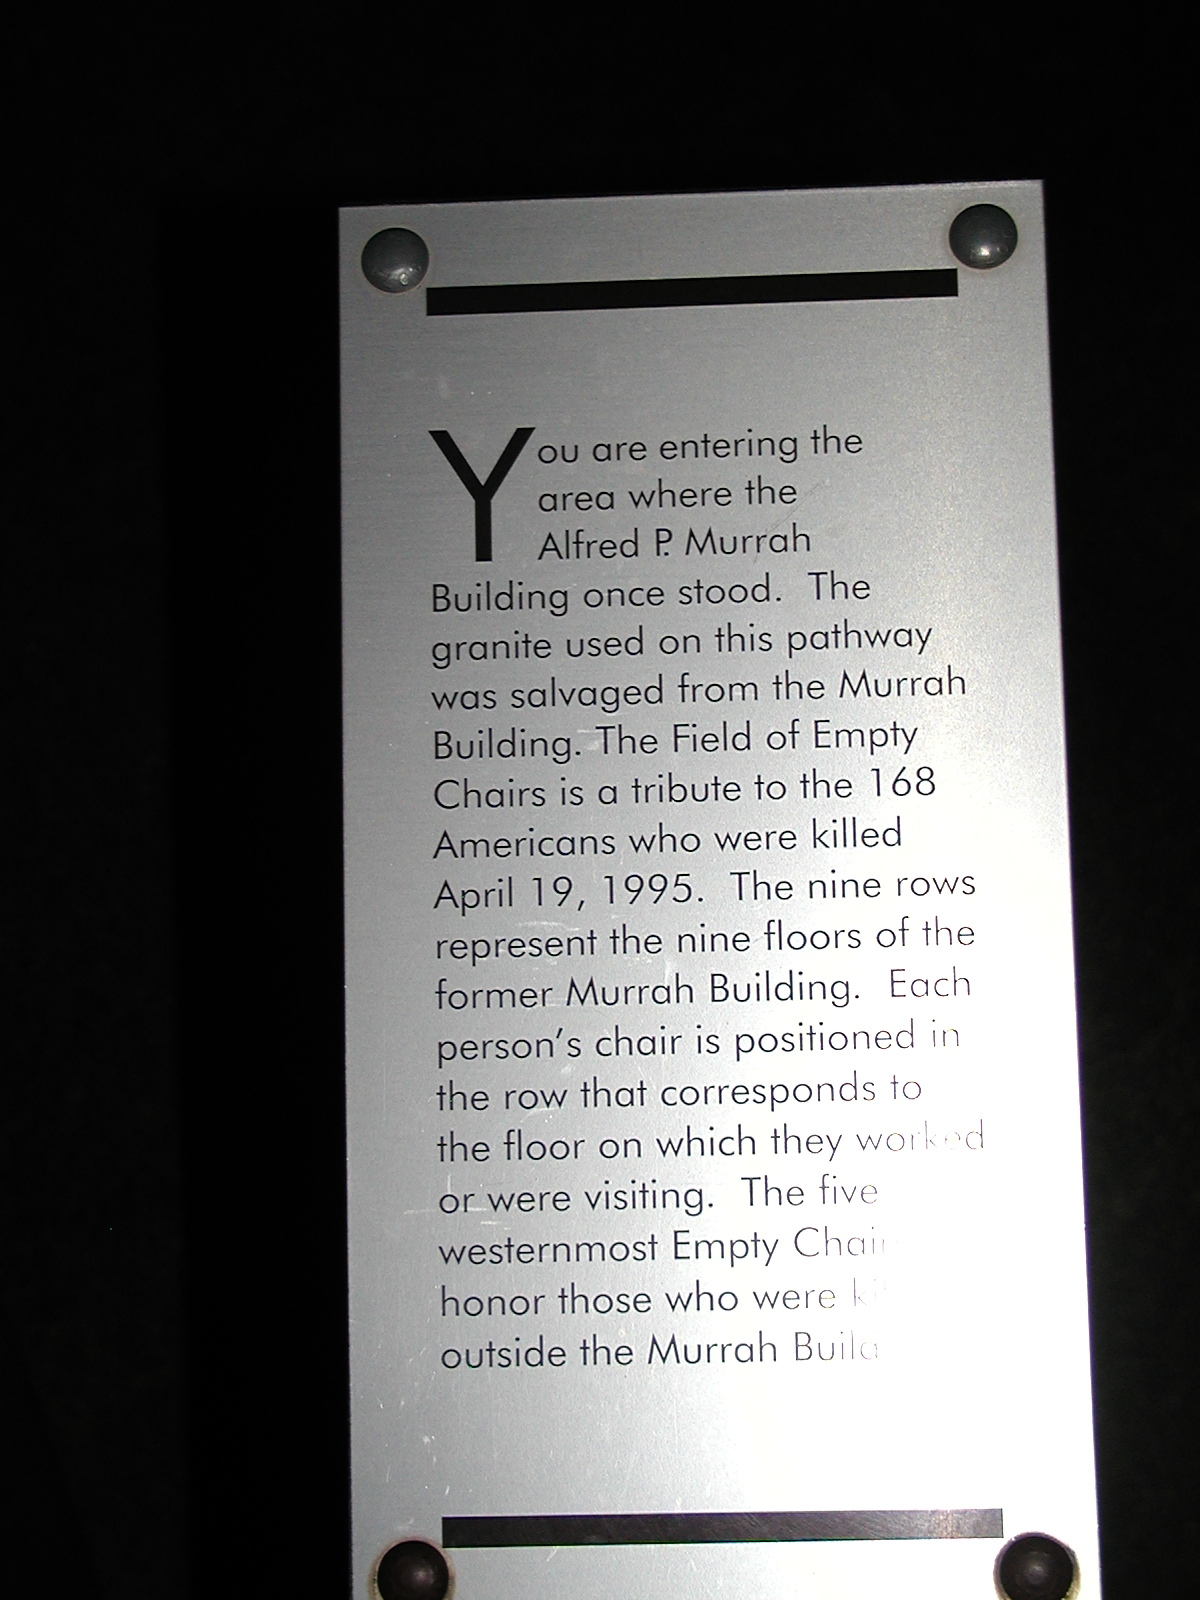 You are entering the
area where the
Alfred P. Murrah
Building once stood. The
granite used on this pathway
was salvaged from the Murrah
Building. The Field of Empty
Chairs is a tribute to the 168
Americans who were killed
April 19, 1995. The nine rows
represent the nine floors of the
former Murrah Building. Each
person's chair is positioned in
the row that corresponds to
the floor on which they worked
or were visiting. The five
westernmost Empty
honor those who were
outside the Murrah